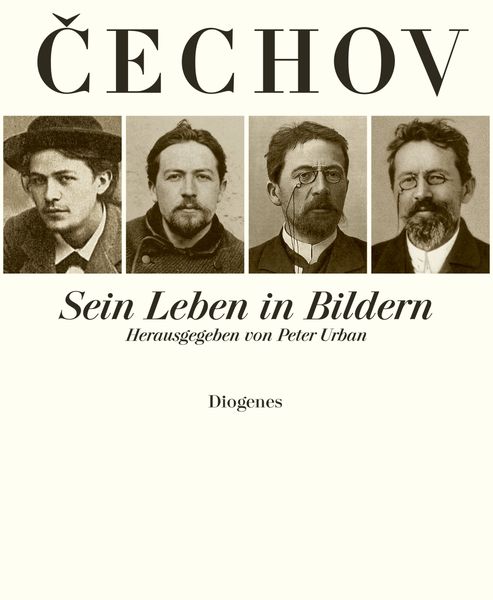 ČECHOV
Sein Leben in Bildern
Herausgegeben von Peter Urban
Diogenes